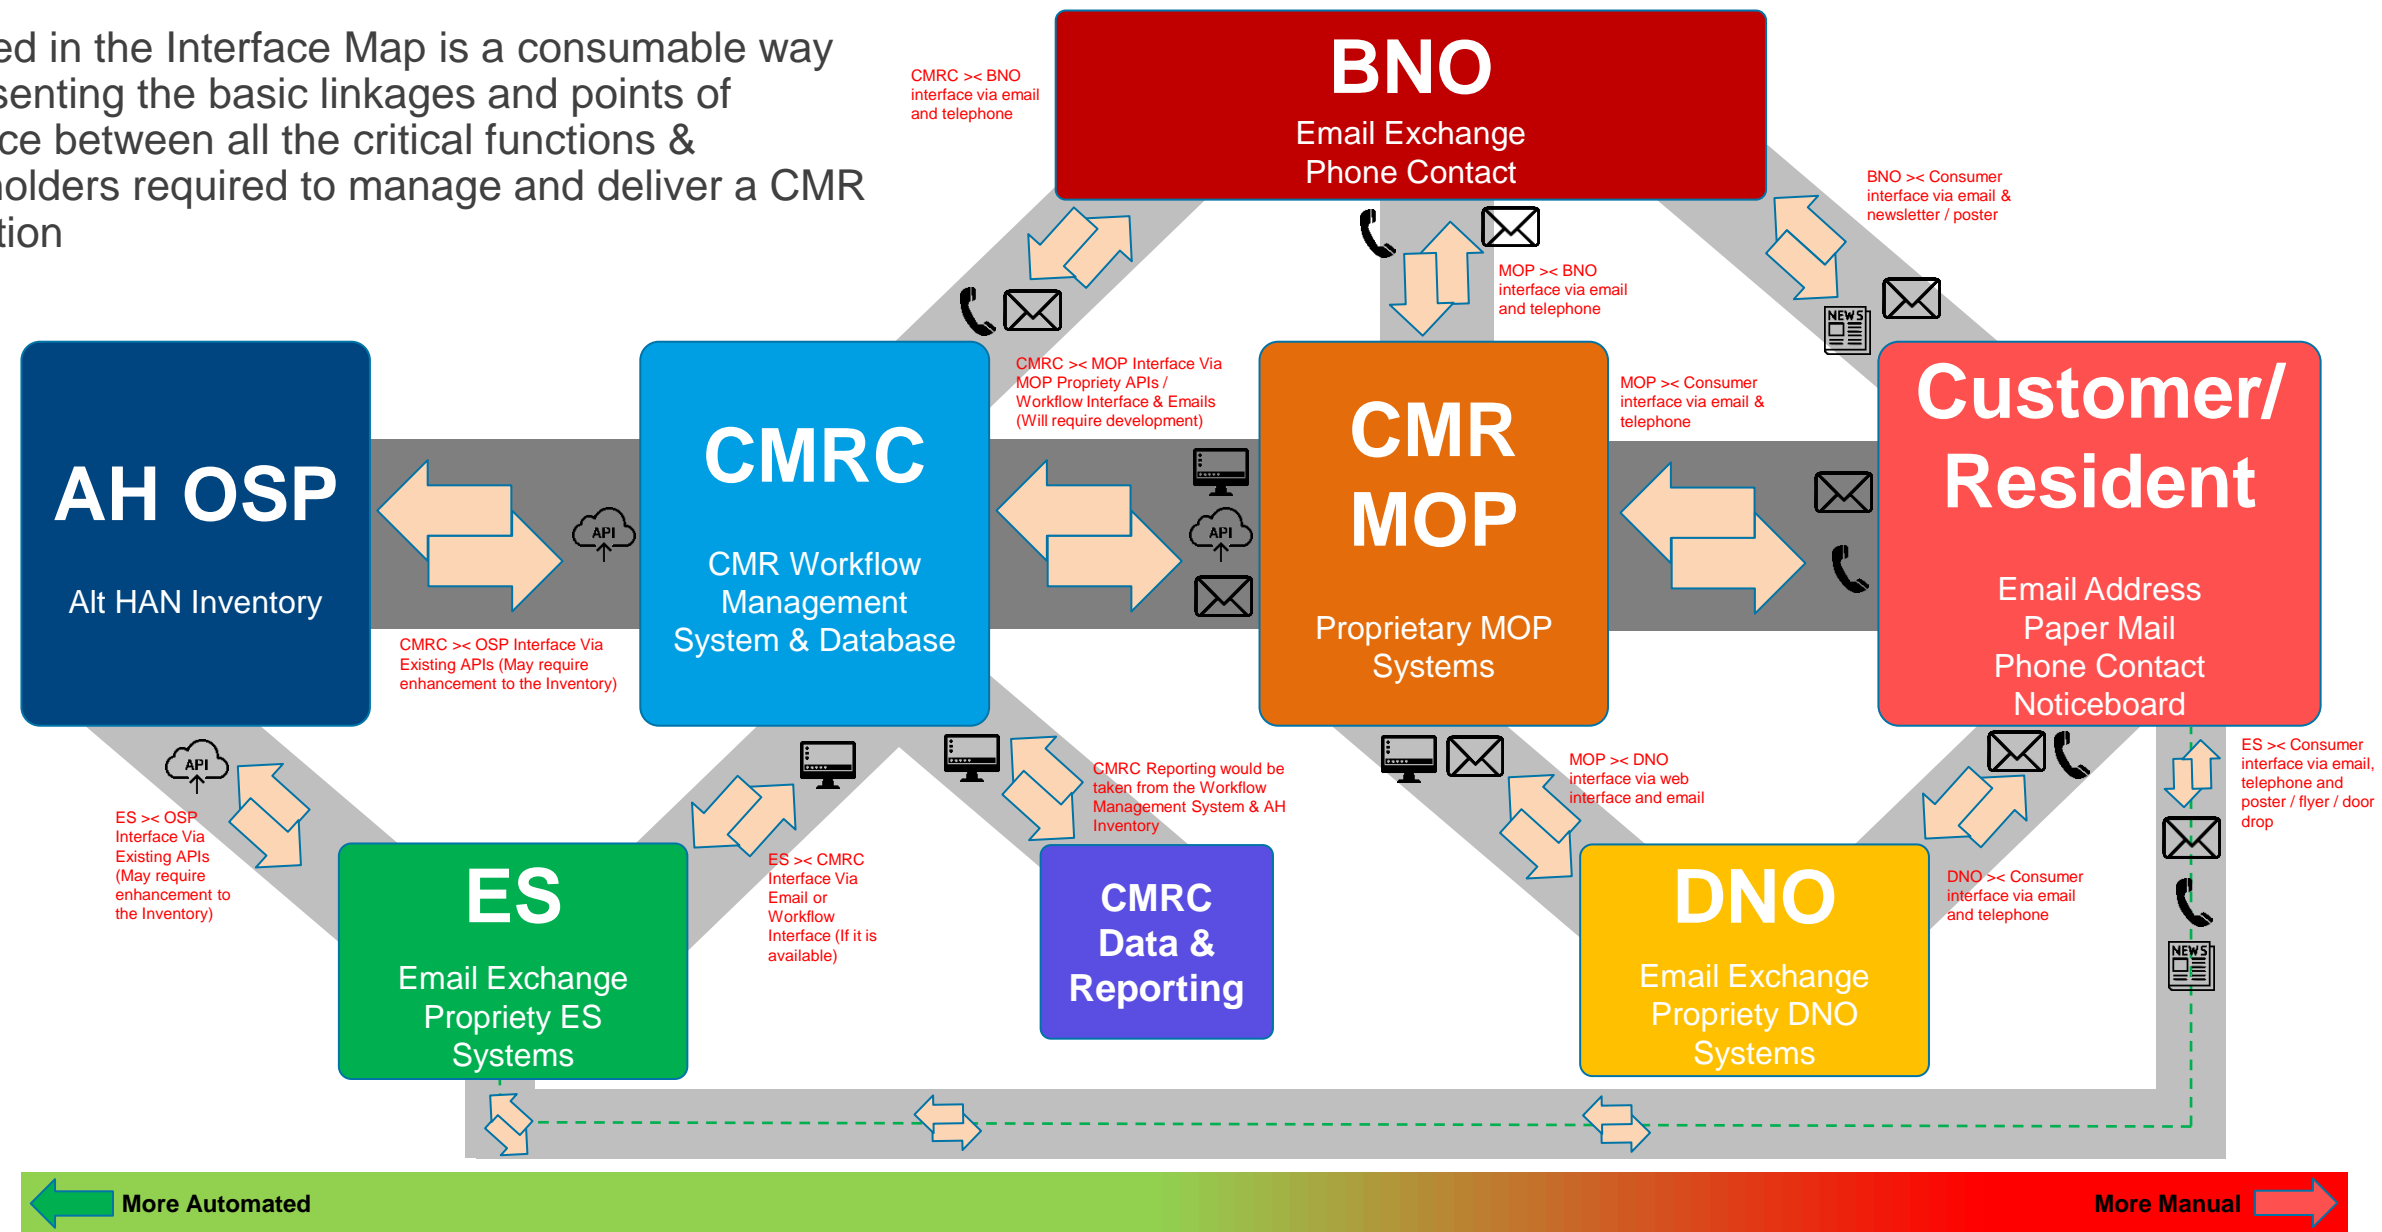 ed in the Interface Map is a consumable way
senting the basic linkages and points of
ce between all the critical functions &
holders required to manage and deliver a CMR
tion
BNO
Email Exchange
Phone Contact
CMRC >< BNO
interface via email
and telephone
BNO >< Consumer
interface via email &
newsletter / poster
MOP >< BNO
interface via email
and telephone
NEWS
AH OSP
Alt HAN Inventory
API
CMRC >< OSP Interface Via
Existing APIs (May require
enhancement to the Inventory)
CMRC
CMR Workflow
Management
System & Database
CMRC >< MOP Interface Via
MOP Propriety APIs /
Workflow Interface & Emails
(Will require development)
API
CMR
MOP
Proprietary MOP
Systems
MOP >< Consumer
interface via email &
telephone
Customer/
Resident
Email Address
Paper Mail
Phone Contact
Noticeboard
API
ES >< OSP
Interface Via
Existing APIs
(May require
enhancement to
the Inventory)
ES
Email Exchange
Propriety ES
Systems
ES >< CMRC
Interface Via
Email or
Workflow
Interface (If it is
available)
CMRC Reporting would be
taken from the Workflow
Management System & AH
Inventory
CMRC
Data &
Reporting
MOP >< DNO
interface via web
interface and email
DNO
Email Exchange
Propriety DNO
Systems
DNO >< Consumer
interface via email
and telephone
ES >< Consumer
interface via email,
telephone and
poster / flyer / door
drop
NEWS
More Automated
More Manual